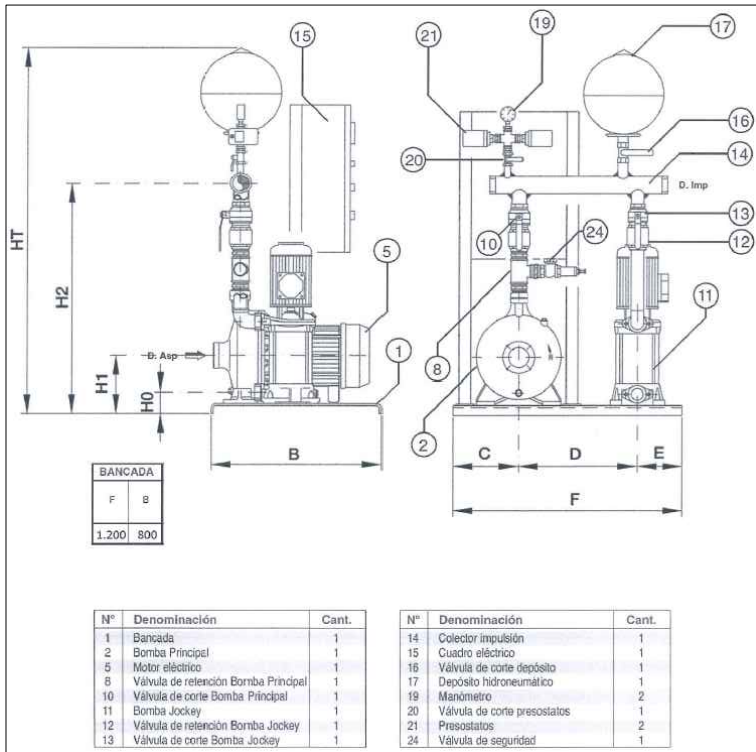 15
21
19
17
20
16
14
D. Imp
13
10
24
12
5
11
HT
H2
H1
H0
D. Asp
1
8
2
B
C
D
E
F
BANCADA
F B
1.200 800
N° Denominación Cant.
1 Bancada 1
2 Bomba Principal 1
5 Motor eléctrico 1
8 Válvula de retención Bomba Principal 1
10 Válvula de corte Bomba Principal 1
11 Bomba Jockey 1
12 Válvula de retención Bomba Jockey 1
13 Válvula de corte Bomba Jockey 1
N° Denominación Cant.
14 Colector impulsión 1
15 Cuadro eléctrico 1
16 Válvula de corte depósito 1
17 Depósito hidroneumático 1
19 Manómetro 2
20 Válvula de corte presostatos 1
21 Presostatos 2
24 Válvula de seguridad 1